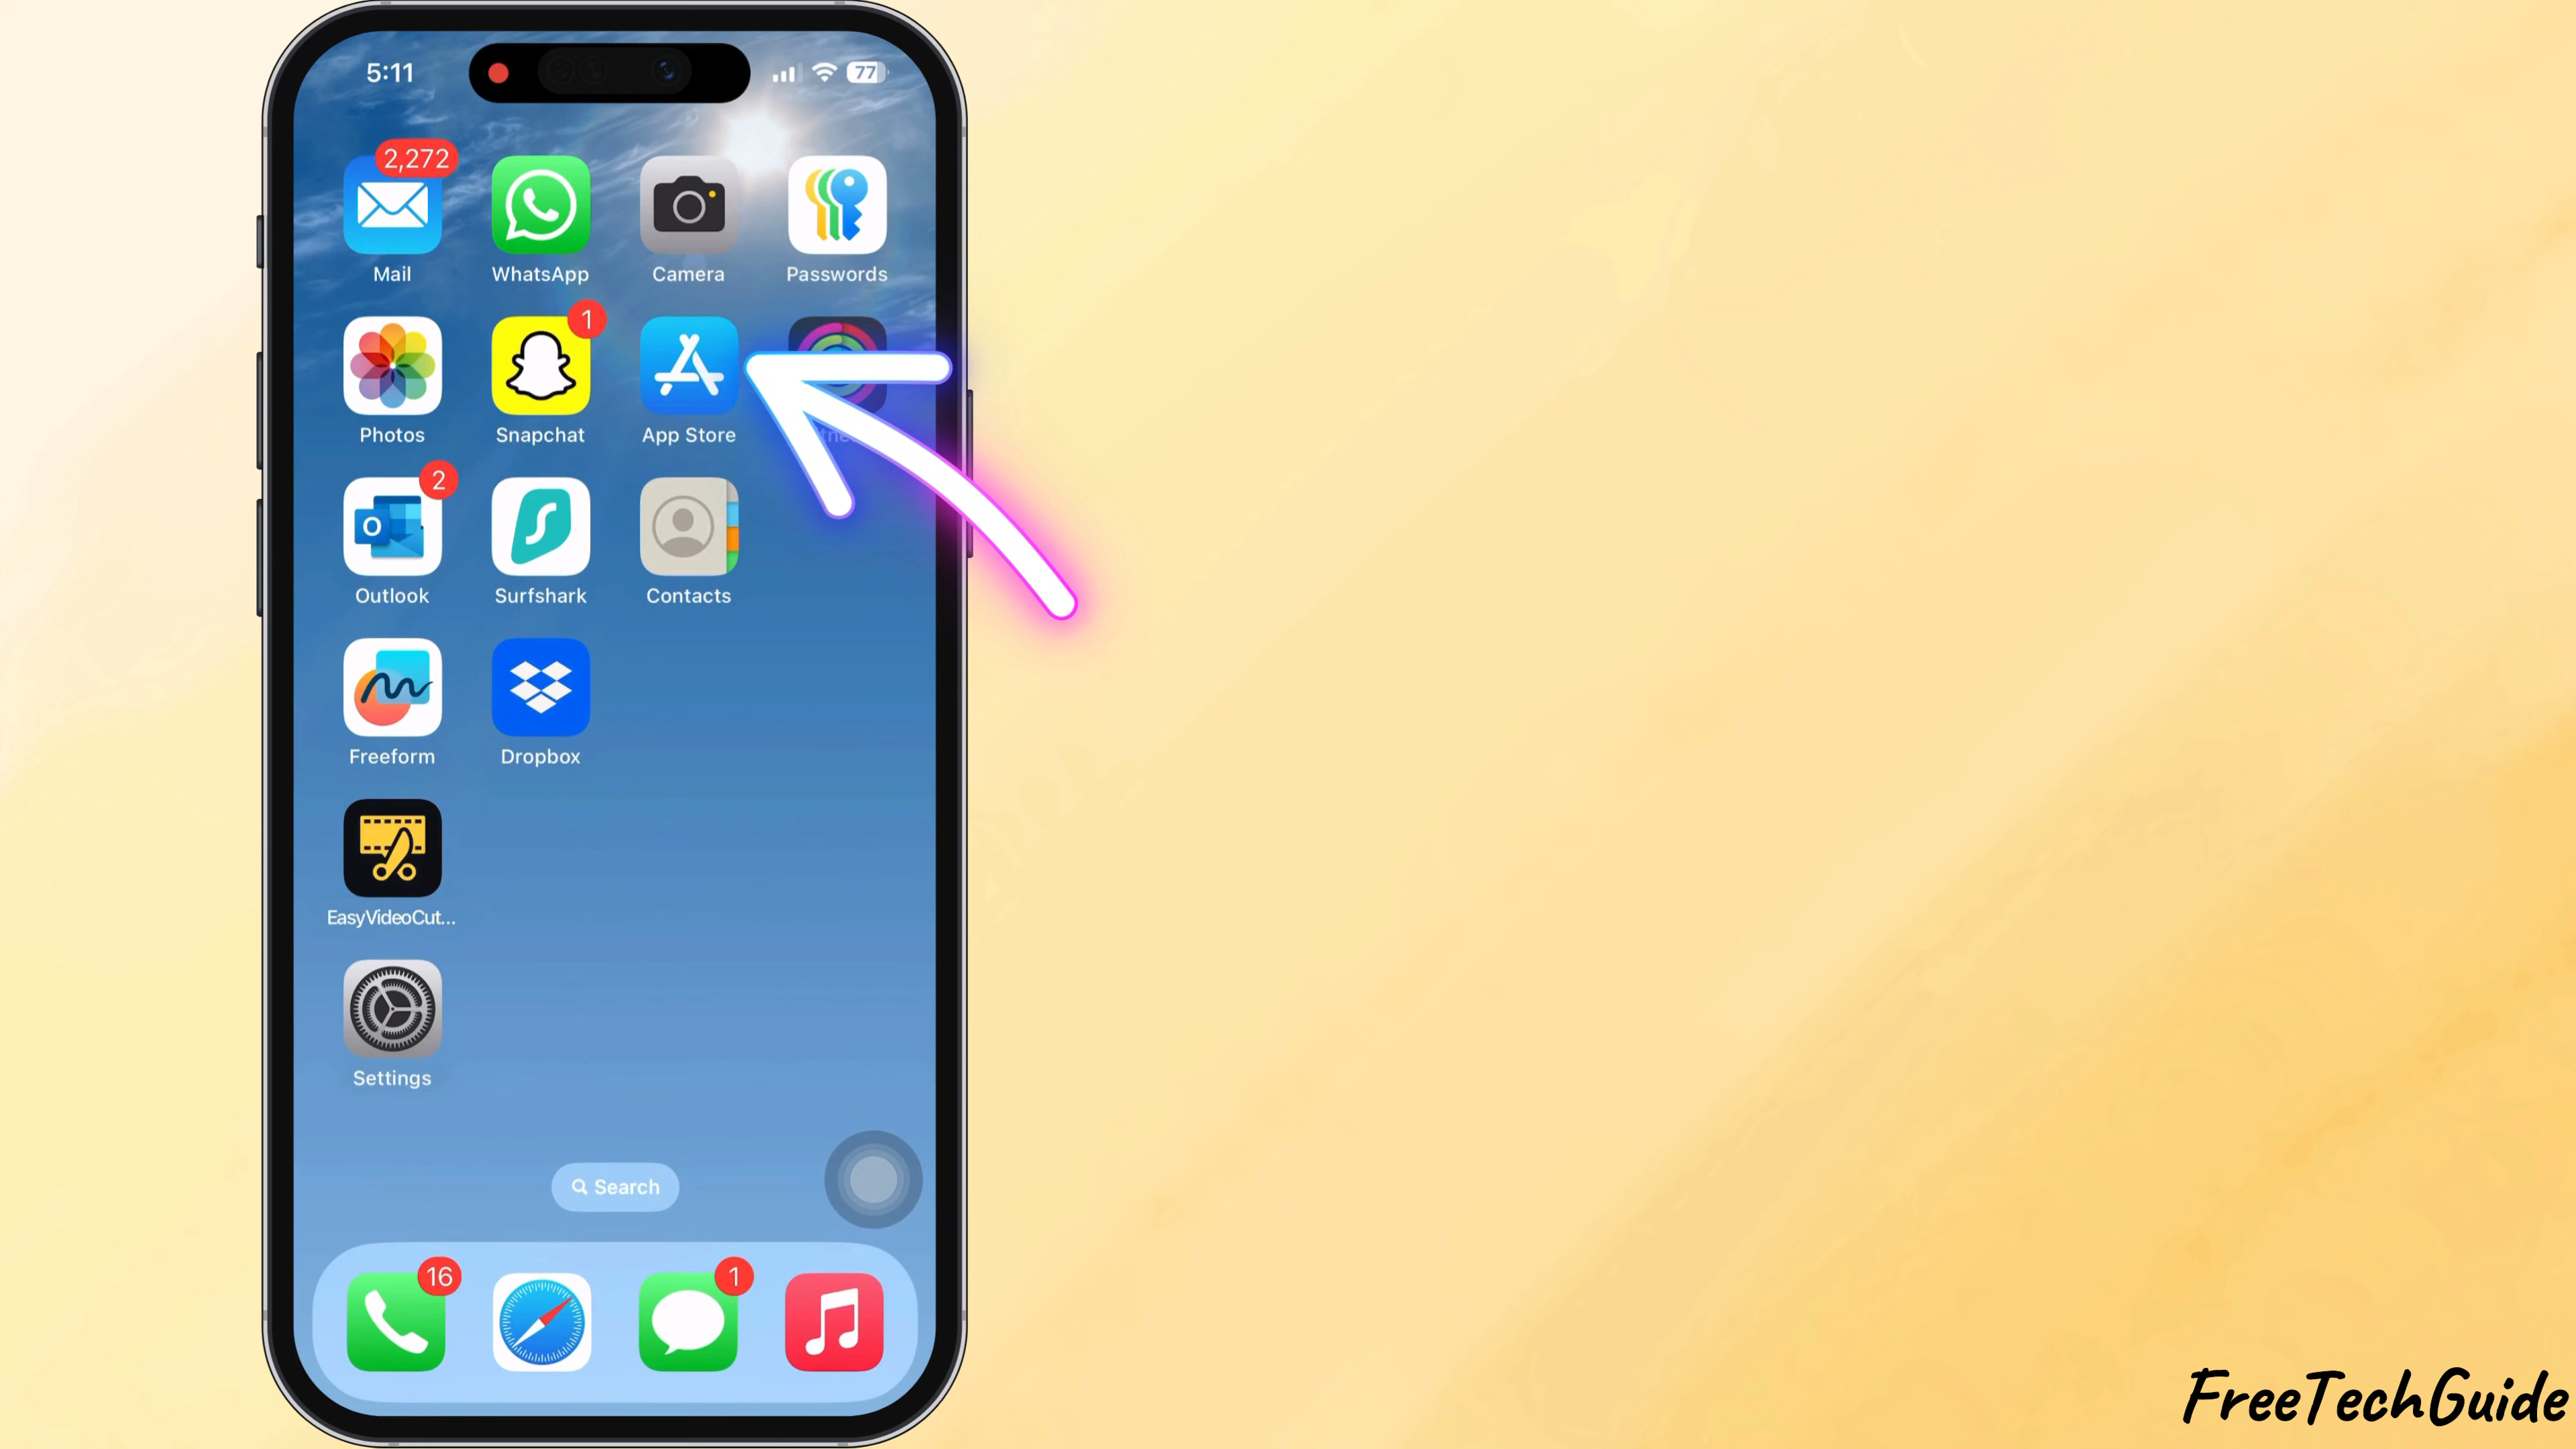 5:11
77
2,272
Mail
WhatsApp
Camera
Passwords
1
Photos
Snapchat
App Store
2
Outlook
Surfshark
Contacts
Freeform
Dropbox
EasyVideoCut...
Settings
Search
16
1
FreeTechGuide